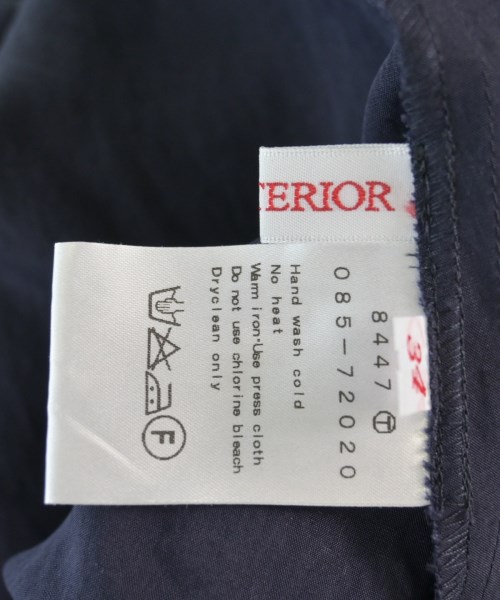 TERIOR
34
8447 Ⓣ
085-72020
Hand wash cold
No heat
Warm iron·Use press cloth
Do not use chlorine bleach
Dryclean only
F